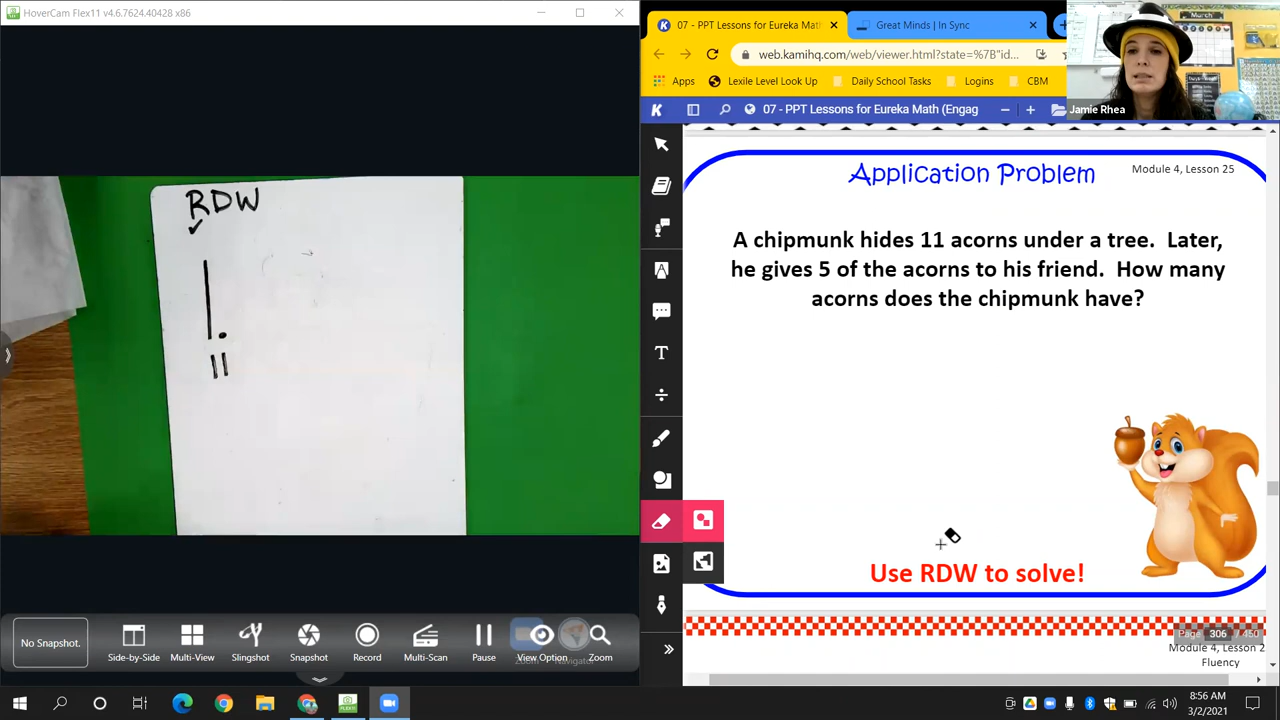 HoverCam Flex11 v4.6.7624.40428 x86
RDW
11
No Snapshot.
Side-by-Side
Multi-View
Slingshot
Snapshot
Record
Multi-Scan
Pause
View Option
Zoom
07 - PPT Lessons for Eureka Mat
Great Minds | In Sync
web.kamihq.com/web/viewer.html?state=%7B"id...
Apps
Lexile Level Look Up
Daily School Tasks
Logins
CBM
March
Jamie Rhea
07 - PPT Lessons for Eureka Math (Engag
Application Problem
Module 4, Lesson 25
A chipmunk hides 11 acorns under a tree. Later,
he gives 5 of the acorns to his friend. How many
acorns does the chipmunk have?
Use RDW to solve!
Page 306 / 450
Module 4, Lesson 2
Fluency
8:56 AM
3/2/2021